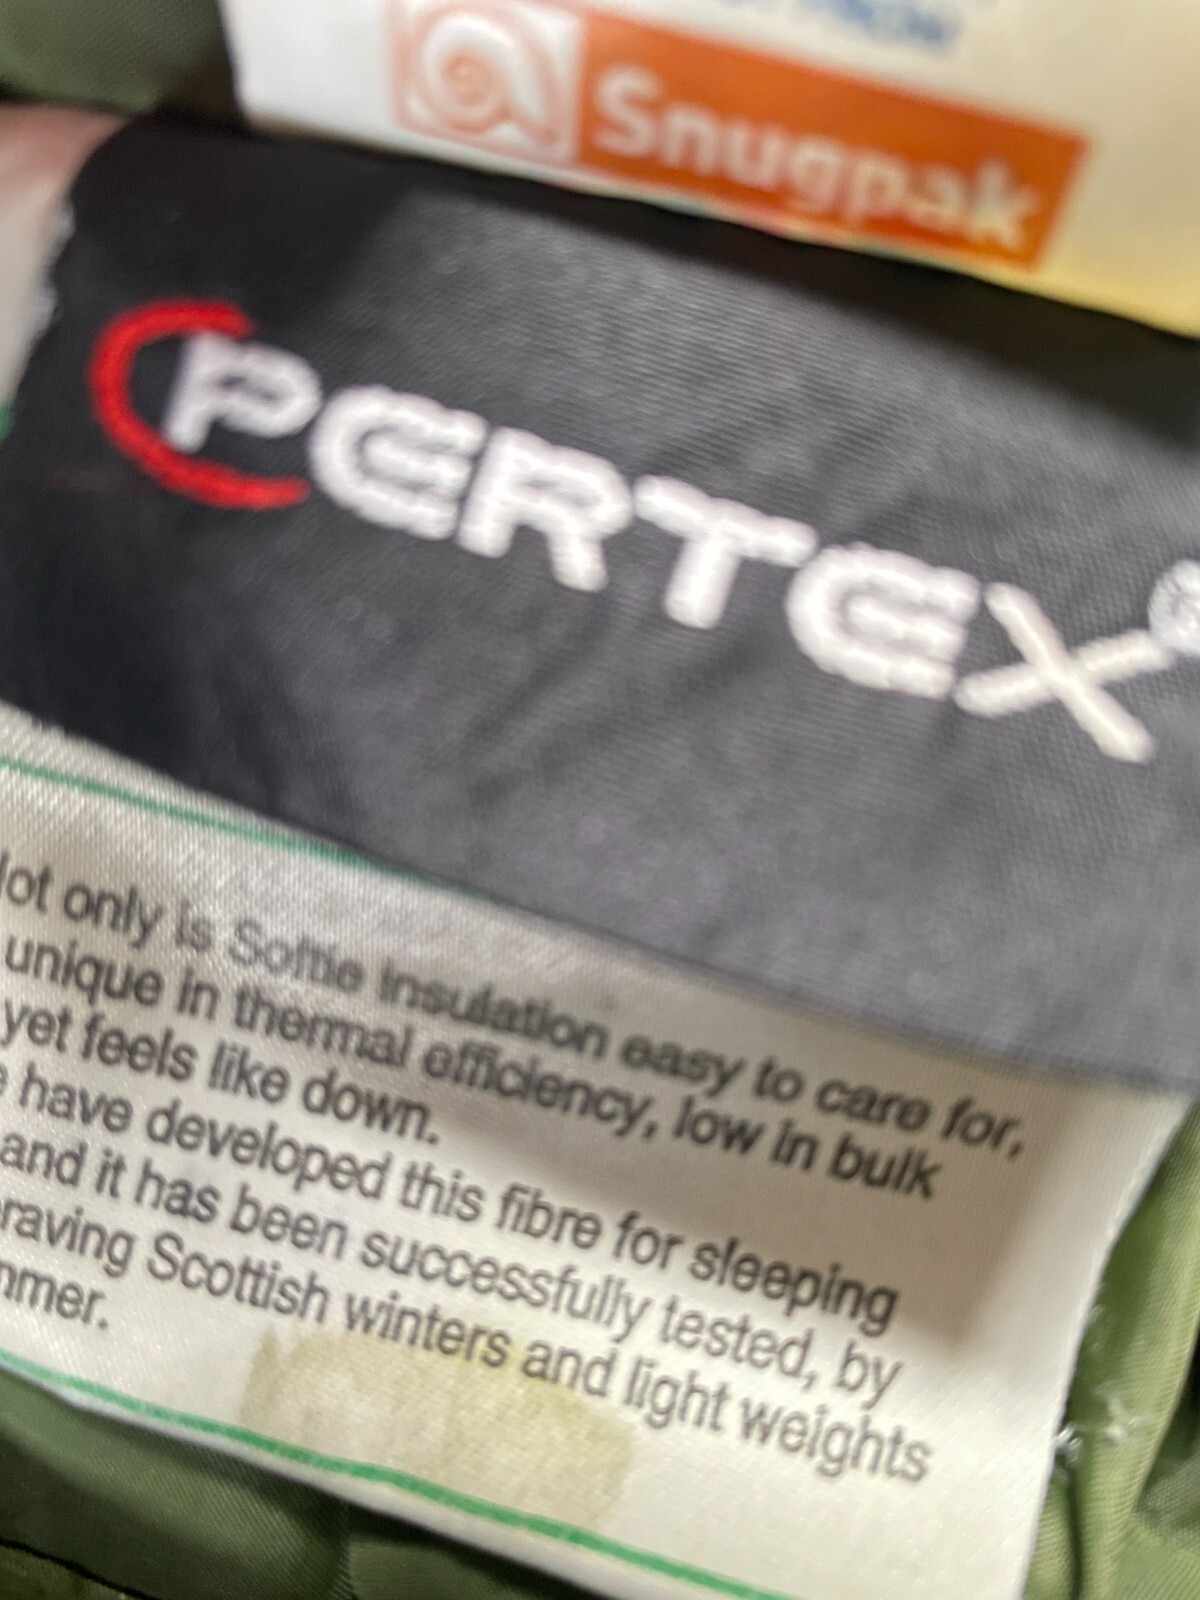 Snugpak
PERTEX®
ot only is Softie insulation easy to care for,
unique in thermal efficiency, low in bulk
yet feels like down.
e have developed this fibre for sleeping
and it has been successfully tested, by
raving Scottish winters and light weights
mmer.